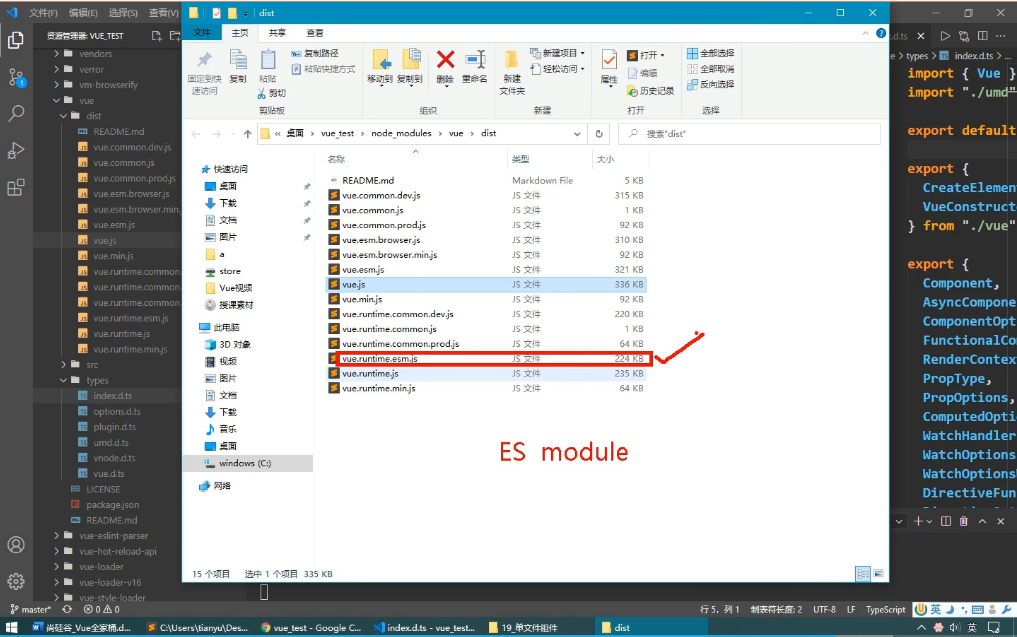 文件(F) 编辑(E) 选择(S) 查看(V)
资源管理器: VUE_TEST
vendors
verror
vm-browserify
vue
dist
README.md
vue.common.dev.js
vue.common.js
vue.common.prod.js
vue.esm.browser.js
vue.esm.browser.min.
vue.esm.js
vue.js
vue.min.js
vue.runtime.common.
vue.runtime.common.
vue.runtime.common.
vue.runtime.esm.js
vue.runtime.js
vue.runtime.min.js
src
types
index.d.ts
options.d.ts
plugin.d.ts
umd.d.ts
vnode.d.ts
vue.d.ts
LICENSE
package.json
README.md
vue-eslint-parser
vue-hot-reload-api
vue-loader
vue-loader-v16
vue-style-loader
dist
文件 主页 共享 查看
固定到快速访问
复制
粘贴
复制路径
粘贴快捷方式
剪切
剪贴板
移动到 复制到 删除 重命名
组织
新建文件夹
新建项目
轻松访问
新建
属性
打开
编辑
历史记录
打开
全部选择
全部取消
反向选择
选择
« 桌面 › vue_test › node_modules › vue › dist
搜索"dist"
快速访问
桌面
下载
文档
图片
a
store
Vue视频
授课素材
此电脑
3D 对象
视频
图片
文档
下载
音乐
桌面
windows (C:)
网络
名称 类型 大小
README.md Markdown File 5 KB
vue.common.dev.js JS 文件 315 KB
vue.common.js JS 文件 1 KB
vue.common.prod.js JS 文件 92 KB
vue.esm.browser.js JS 文件 310 KB
vue.esm.browser.min.js JS 文件 92 KB
vue.esm.js JS 文件 321 KB
vue.js JS 文件 336 KB
vue.min.js JS 文件 92 KB
vue.runtime.common.dev.js JS 文件 220 KB
vue.runtime.common.js JS 文件 1 KB
vue.runtime.common.prod.js JS 文件 64 KB
vue.runtime.esm.js JS 文件 224 KB
vue.runtime.js JS 文件 235 KB
vue.runtime.min.js JS 文件 64 KB
ES module
15 个项目 选中 1 个项目 335 KB
.d.ts
e › types › index.d.ts › ...
import { Vue }
import "./umd"
export default
export {
CreateElemen
VueConstructo
} from "./vue"
export {
Component,
AsyncCompone
ComponentOpti
FunctionalCom
RenderContext
PropType,
PropOptions,
ComputedOpti
WatchHandler
WatchOptions
WatchOptions
DirectiveFun
master* 0 0
行 5, 列 1 制表符长度: 2 UTF-8 LF TypeScript
英
尚硅谷_Vue全家桶.d... C:\Users\tianyu\Des... vue_test - Google C... index.d.ts - vue_test... 19_单文件组件 dist
英